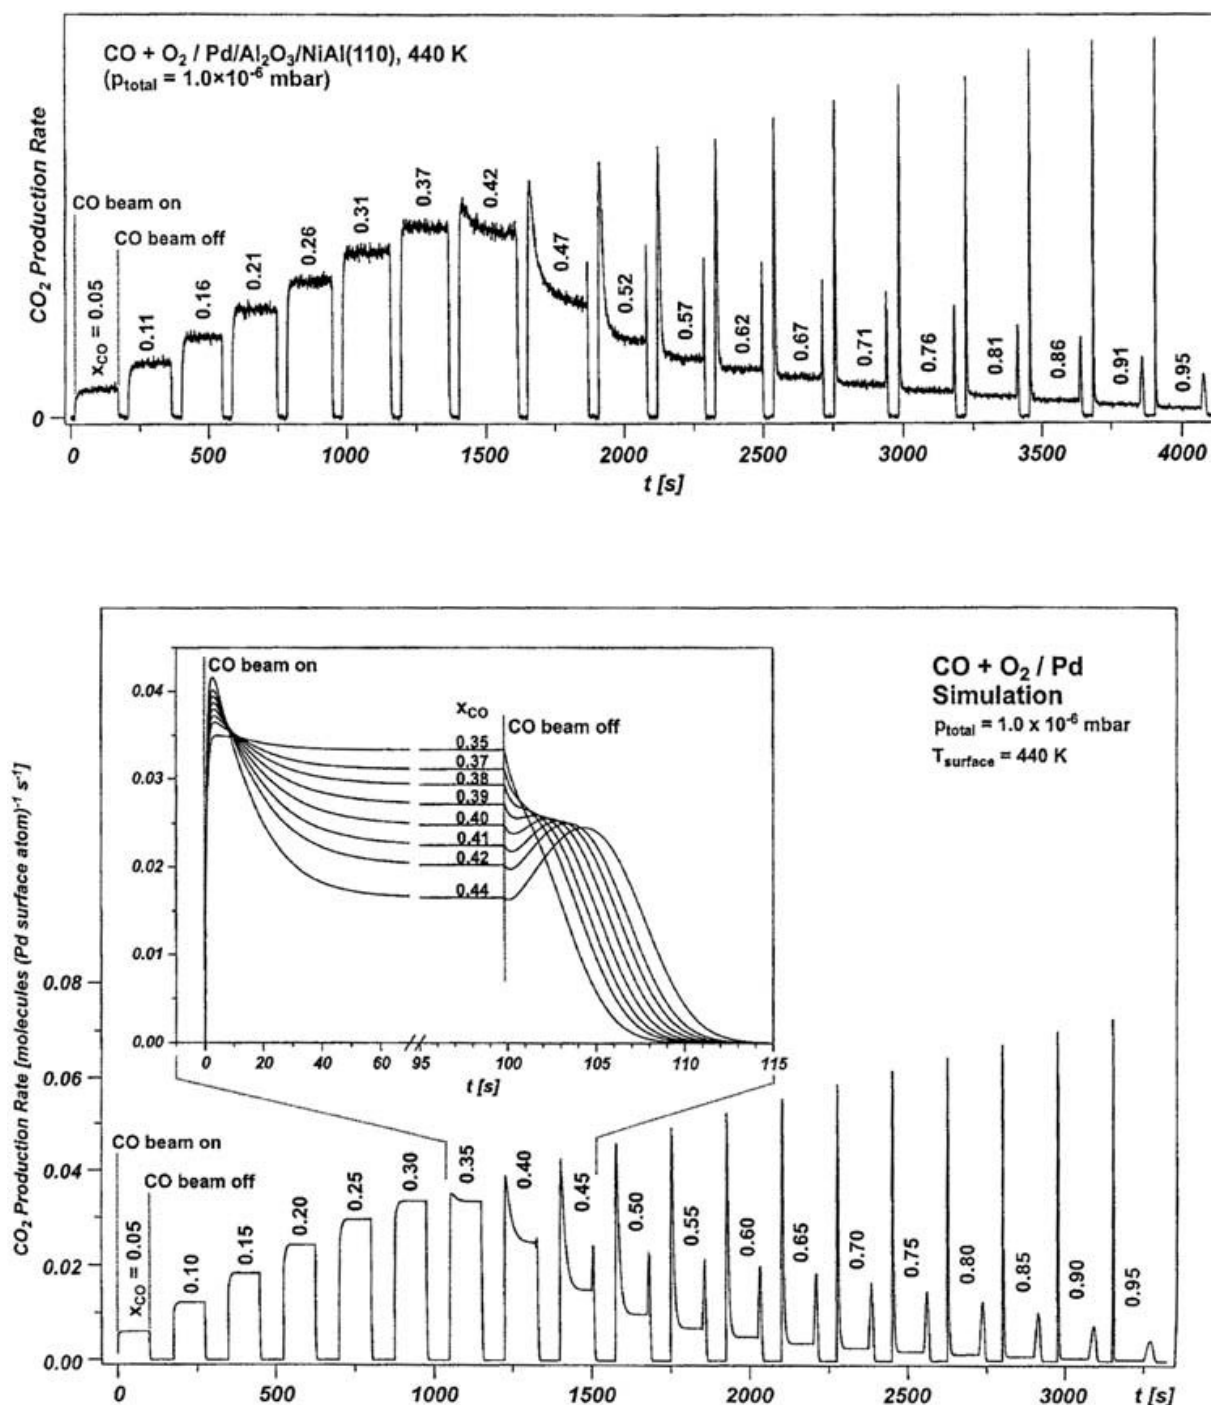 CO + O₂ / Pd/Al₂O₃/NiAl(110), 440 K
(p_total = 1.0×10⁻⁶ mbar)
CO₂ Production Rate
CO beam on
CO beam off
x_CO = 0.05
0.11
0.16
0.21
0.26
0.31
0.37
0.42
0.47
0.52
0.57
0.62
0.67
0.71
0.76
0.81
0.86
0.91
0.95
0
0 500 1000 1500 2000 2500 3000 3500 4000
t [s]
CO + O₂ / Pd
Simulation
p_total = 1.0 x 10⁻⁶ mbar
T_surface = 440 K
CO beam on
x_CO
CO beam off
0.35
0.37
0.38
0.39
0.40
0.41
0.42
0.44
0.04
0.03
0.02
0.01
0.00
0 20 40 60 95 100 105 110 115
t [s]
CO₂ Production Rate [molecules (Pd surface atom)⁻¹ s⁻¹]
0.08
0.06
0.04
0.02
0.00
CO beam on
CO beam off
x_CO = 0.05
0.10
0.15
0.20
0.25
0.30
0.35
0.40
0.45
0.50
0.55
0.60
0.65
0.70
0.75
0.80
0.85
0.90
0.95
0 500 1000 1500 2000 2500 3000 t [s]